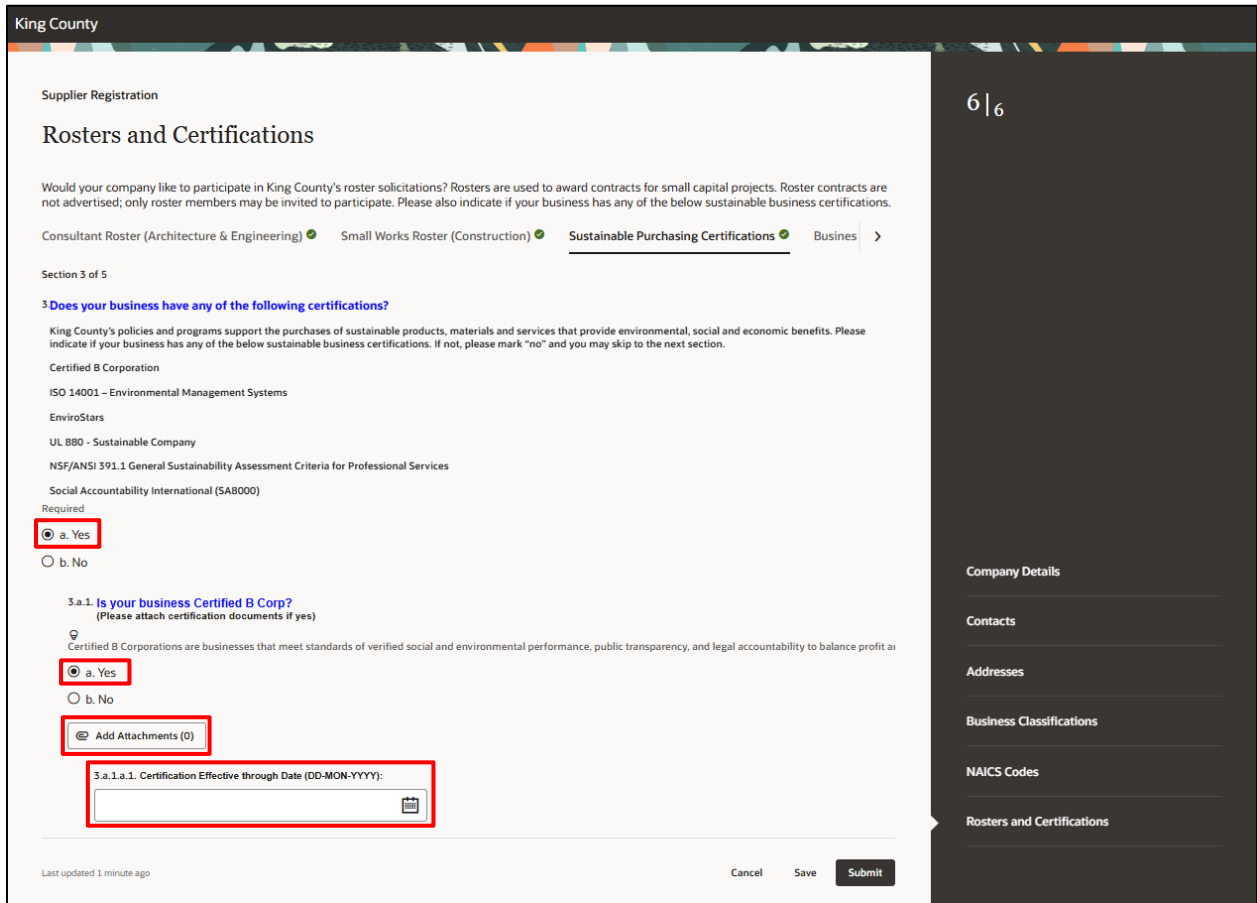 King County
Supplier Registration
6|6
Rosters and Certifications
Would your company like to participate in King County's roster solicitations? Rosters are used to award contracts for small capital projects. Roster contracts are
not advertised; only roster members may be invited to participate. Please also indicate if your business has any of the below sustainable business certifications.
Consultant Roster (Architecture & Engineering) Small Works Roster (Construction) Sustainable Purchasing Certifications Busines
Section 3 of 5
3. Does your business have any of the following certifications?
King County's policies and programs support the purchases of sustainable products, materials and services that provide environmental, social and economic benefits. Please
indicate if your business has any of the below sustainable business certifications. If not, please mark "no" and you may skip to the next section.
Certified B Corporation
ISO 14001 – Environmental Management Systems
EnviroStars
UL 880 - Sustainable Company
NSF/ANSI 391.1 General Sustainability Assessment Criteria for Professional Services
Social Accountability International (SA8000)
Required
a. Yes
b. No
3.a.1. Is your business Certified B Corp?
(Please attach certification documents if yes)
Certified B Corporations are businesses that meet standards of verified social and environmental performance, public transparency, and legal accountability to balance profit a
a. Yes
b. No
Add Attachments (0)
3.a.1.a.1. Certification Effective through Date (DD-MON-YYYY):
Last updated 1 minute ago
Cancel Save Submit
Company Details
Contacts
Addresses
Business Classifications
NAICS Codes
Rosters and Certifications